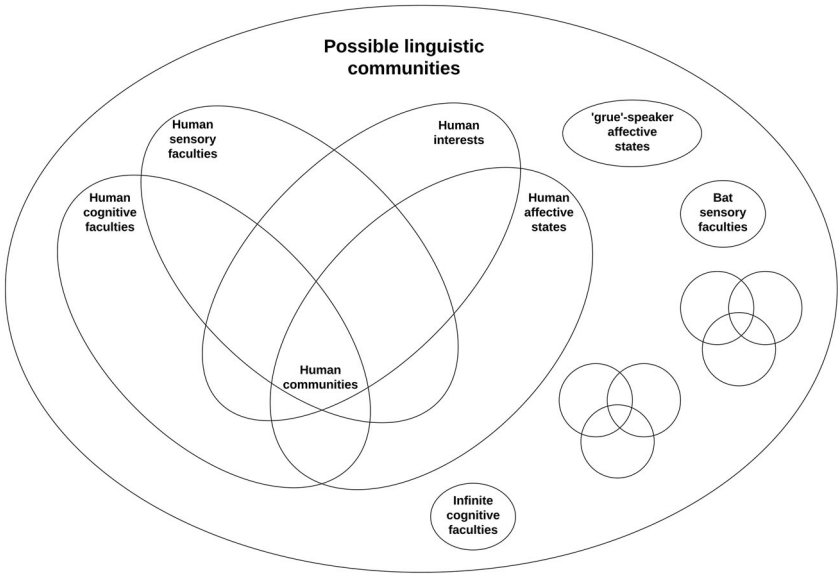 Possible linguistic
communities
Human
sensory
faculties
Human
interests
'grue'-speaker
affective
states
Human
cognitive
faculties
Human
affective
states
Bat
sensory
faculties
Human
communities
Infinite
cognitive
faculties